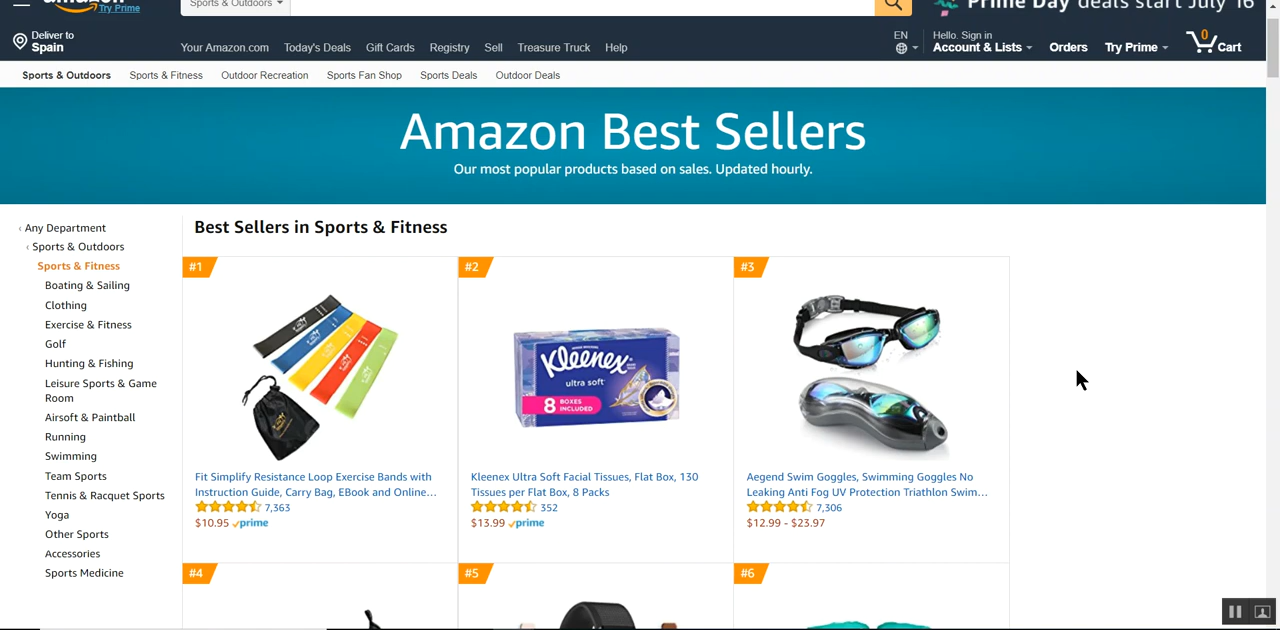 amazon
Try Prime
Sports & Outdoors
Prime Day deals start July 16
Deliver to
Spain
Your Amazon.com Today's Deals Gift Cards Registry Sell Treasure Truck Help
EN
Hello. Sign in
Account & Lists Orders Try Prime 0 Cart
Sports & Outdoors Sports & Fitness Outdoor Recreation Sports Fan Shop Sports Deals Outdoor Deals
Amazon Best Sellers
Our most popular products based on sales. Updated hourly.
‹ Any Department
‹ Sports & Outdoors
Sports & Fitness
Boating & Sailing
Clothing
Exercise & Fitness
Golf
Hunting & Fishing
Leisure Sports & Game
Room
Airsoft & Paintball
Running
Swimming
Team Sports
Tennis & Racquet Sports
Yoga
Other Sports
Accessories
Sports Medicine
Best Sellers in Sports & Fitness
#1
Fit Simplify Resistance Loop Exercise Bands with
Instruction Guide, Carry Bag, EBook and Online...
7,363
$10.95 prime
#2
Kleenex
ultra soft
8 BOXES
INCLUDED
Kleenex Ultra Soft Facial Tissues, Flat Box, 130
Tissues per Flat Box, 8 Packs
352
$13.99 prime
#3
Aegend Swim Goggles, Swimming Goggles No
Leaking Anti Fog UV Protection Triathlon Swim...
7,306
$12.99 - $23.97
#4
#5
#6